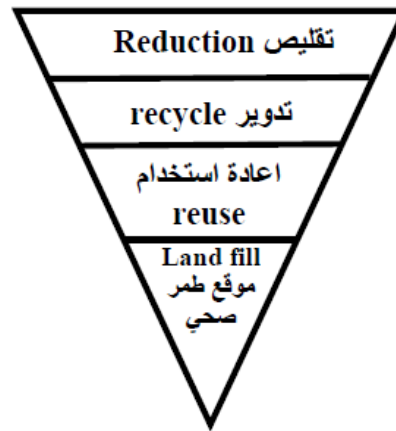 تقليص Reduction
تدوير recycle
اعادة استخدام
reuse
Land fill
موقع طمر
صحي